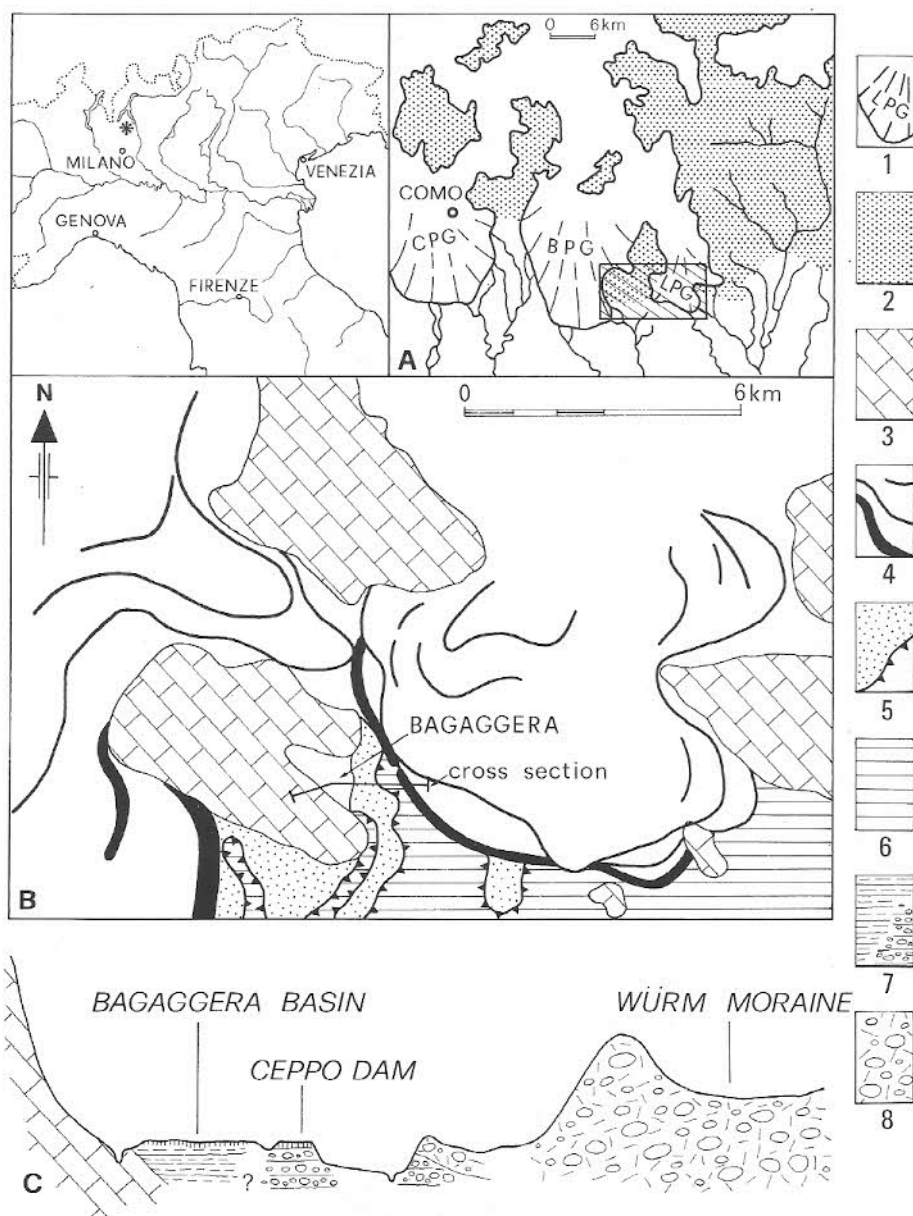 MILANO
VENEZIA
GENOVA
FIRENZE
0 6km
COMO
CPG
BPG
LPG
A
N
0 6km
BAGAGGERA
cross section
B
BAGAGGERA BASIN
WÜRM MORAINE
CEPPO DAM
?
C
LPG
1
2
3
4
5
6
7
8